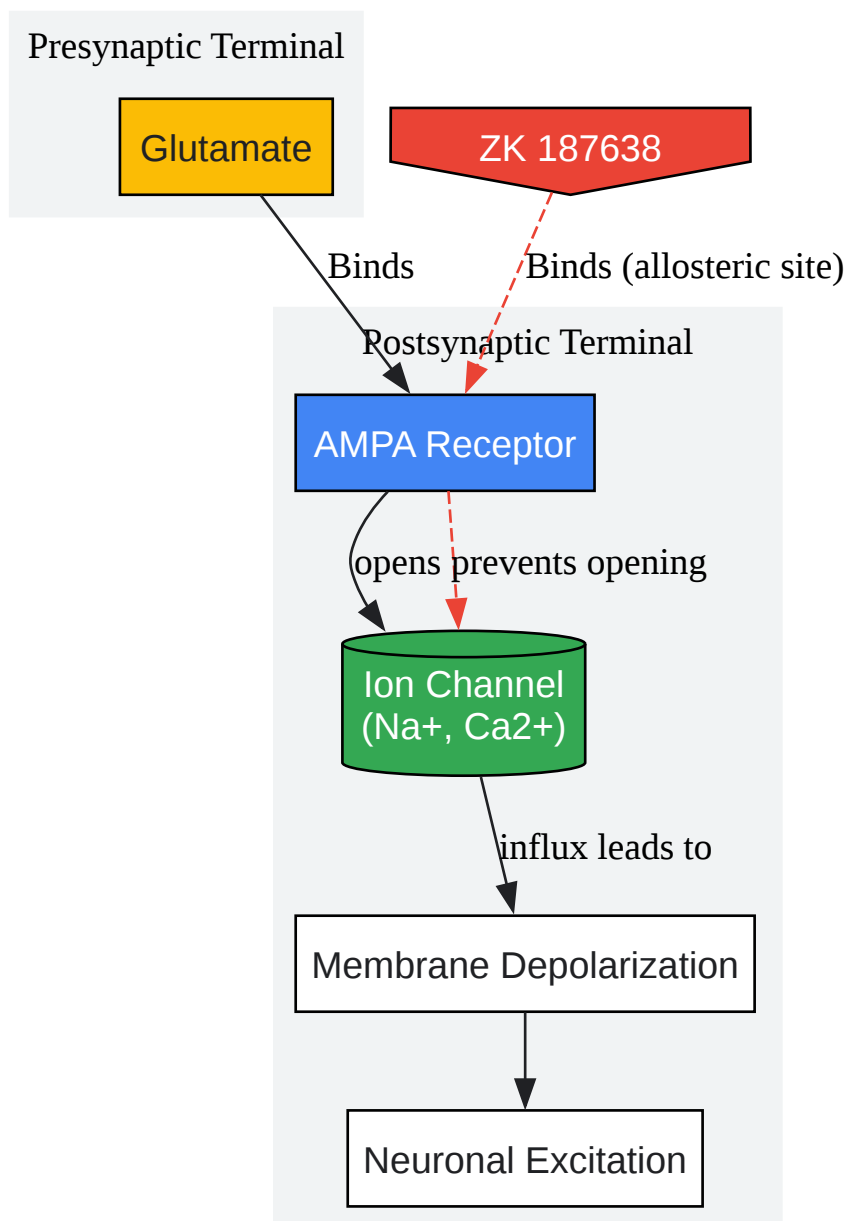 Presynaptic Terminal
Glutamate
ZK 187638
Binds
Binds (allosteric site)
Postsynaptic Terminal
AMPA Receptor
opens
prevents opening
Ion Channel
(Na+, Ca2+)
influx leads to
Membrane Depolarization
Neuronal Excitation